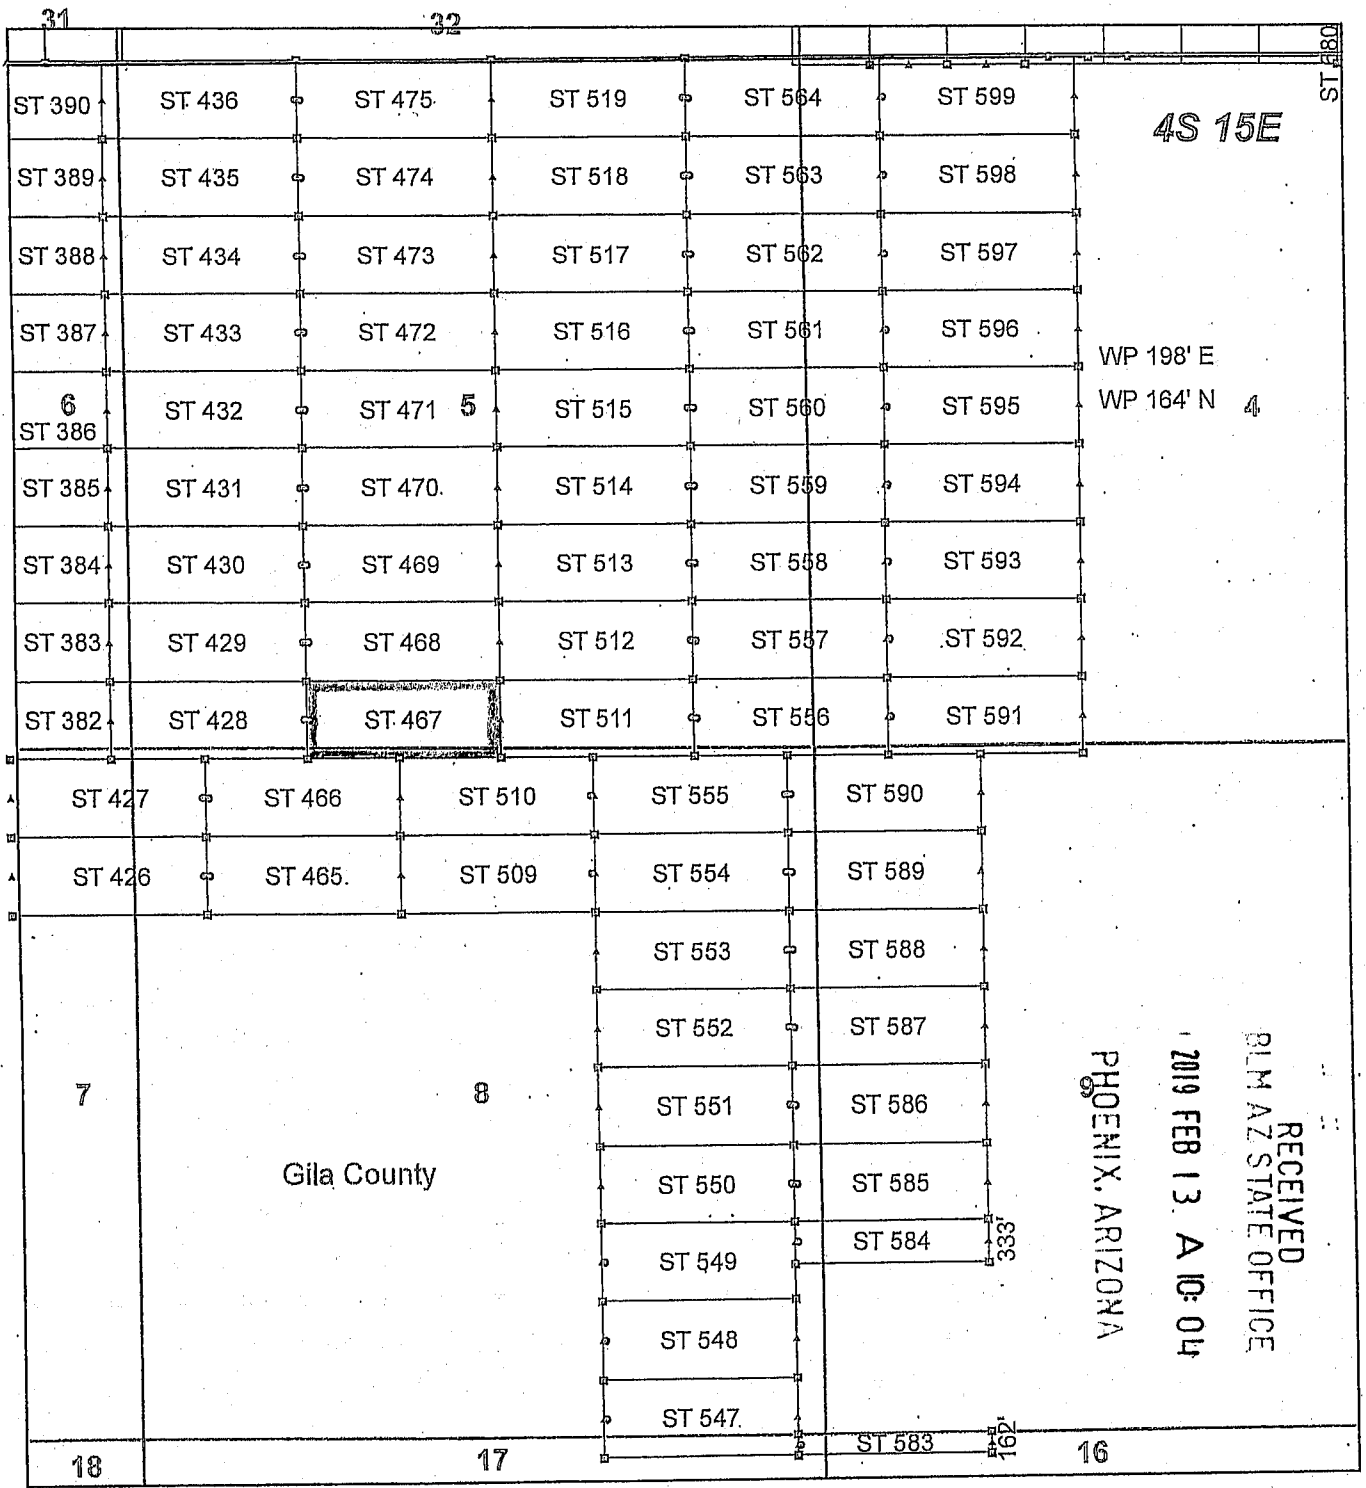 31 32
ST 680
ST 390 ST 436 ST 475 ST 519 ST 564 ST 599
4S 15E
ST 389 ST 435 ST 474 ST 518 ST 563 ST 598
ST 388 ST 434 ST 473 ST 517 ST 562 ST 597
ST 387 ST 433 ST 472 ST 516 ST 561 ST 596
WP 198' E
WP 164' N 4
6
ST 386 ST 432 ST 471 5 ST 515 ST 560 ST 595
ST 385 ST 431 ST 470 ST 514 ST 559 ST 594
ST 384 ST 430 ST 469 ST 513 ST 558 ST 593
ST 383 ST 429 ST 468 ST 512 ST 557 ST 592
ST 382 ST 428 ST 467 ST 511 ST 556 ST 591
ST 427 ST 466 ST 510 ST 555 ST 590
ST 426 ST 465 ST 509 ST 554 ST 589
ST 553 ST 588
ST 552 ST 587
7 8 9
ST 551 ST 586
Gila County
ST 550 ST 585
ST 549 ST 584 333'
ST 548
ST 547
ST 583 162'
18 17 16
RECEIVED
BLM AZ STATE OFFICE
2019 FEB 13 A 10:04
PHOENIX, ARIZONA